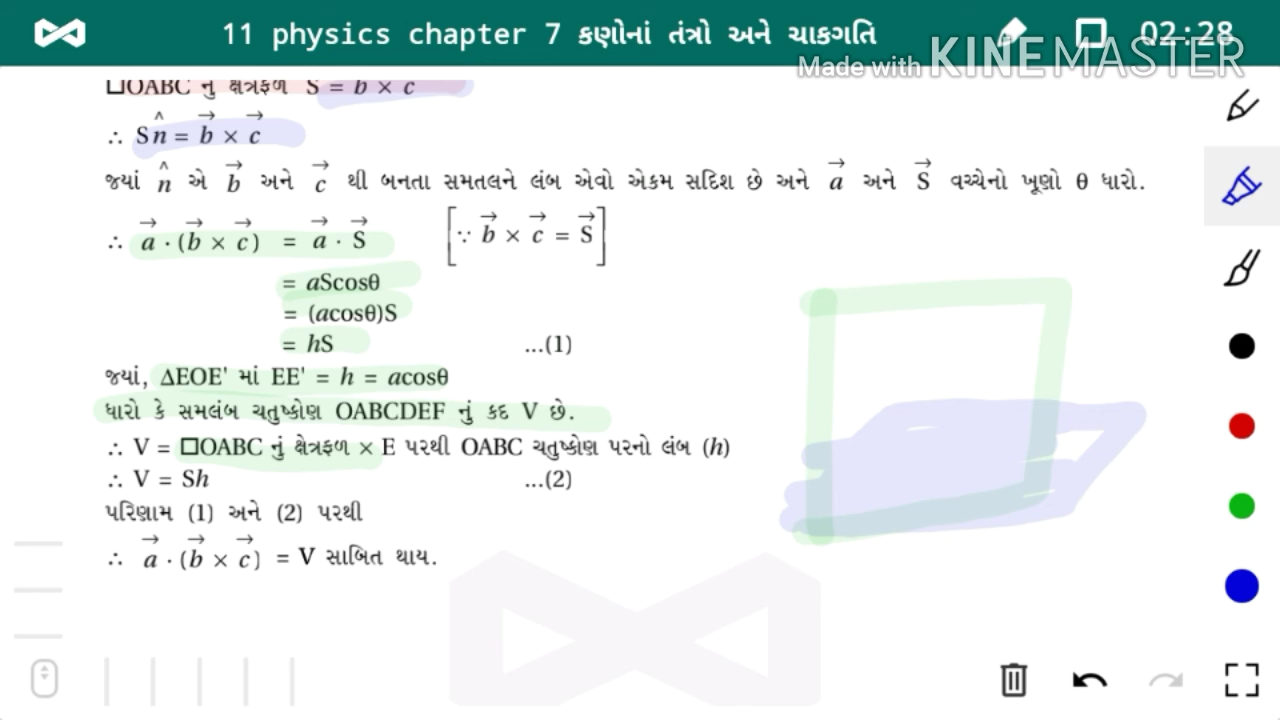 11 physics chapter 7 કણોનાં તંત્રો અને ચાકગતિ
02:28
Made with KINEMASTER
□OABC નું ક્ષેત્રફળ S = b × c
∴ Sn̂ = b⃗ × c⃗
જ્યાં n̂ એ b⃗ અને c⃗ થી બનતા સમતલને લંબ એવો એકમ સદિશ છે અને a⃗ અને S⃗ વચ્ચેનો ખૂણો θ ધારો.
∴ a⃗ · (b⃗ × c⃗) = a⃗ · S⃗ [∵ b⃗ × c⃗ = S⃗]
= aScosθ
= (acosθ)S
= hS ...(1)
જ્યાં, ΔEOE' માં EE' = h = acosθ
ધારો કે સમલંબ ચતુષ્કોણ OABCDEF નું કદ V છે.
∴ V = □OABC નું ક્ષેત્રફળ × E પરથી OABC ચતુષ્કોણ પરનો લંબ (h)
∴ V = Sh ...(2)
પરિણામ (1) અને (2) પરથી
∴ a⃗ · (b⃗ × c⃗) = V સાબિત થાય.